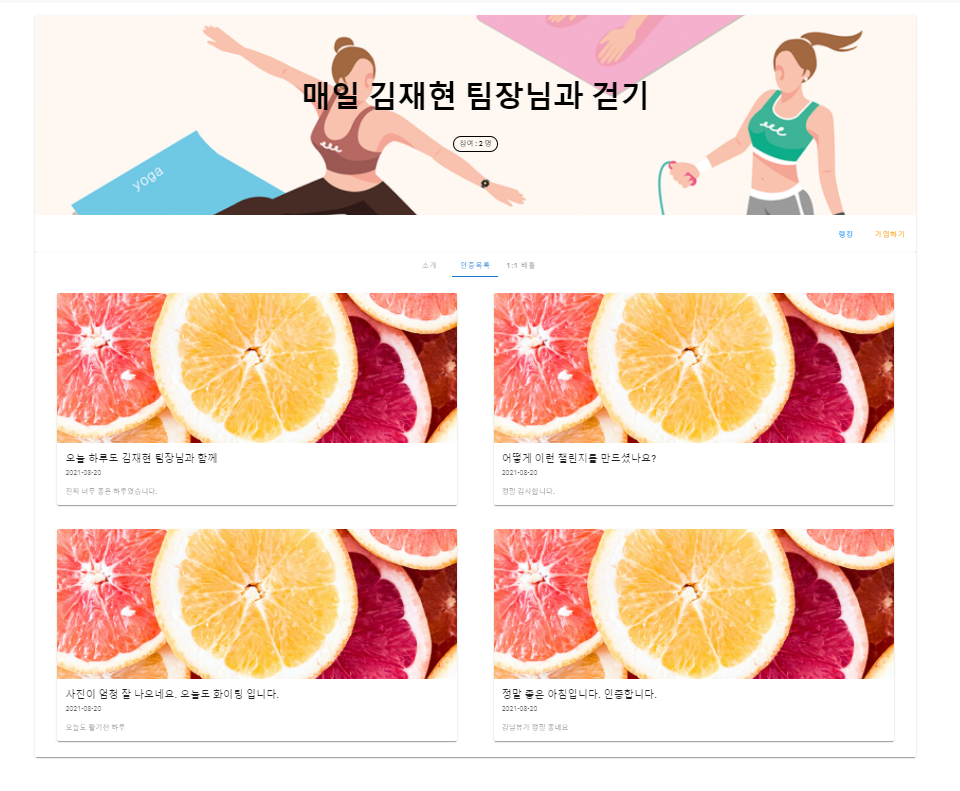 매일 김재현 팀장님과 걷기
참여 : 2 명
yoga
랭킹
가입하기
소개
인증목록
1:1 배틀
오늘 하루도 김재현 팀장님과 함께
2021-08-20
진짜 너무 좋은 하루였습니다.
어떻게 이런 챌린지를 만드셨나요?
2021-08-20
정말 감사합니다.
사진이 엄청 잘 나오네요. 오늘도 화이팅 입니다.
2021-08-20
오늘도 활기찬 하루
정말 좋은 아침입니다. 인증합니다.
2021-08-20
강남뷰가 정말 좋네요